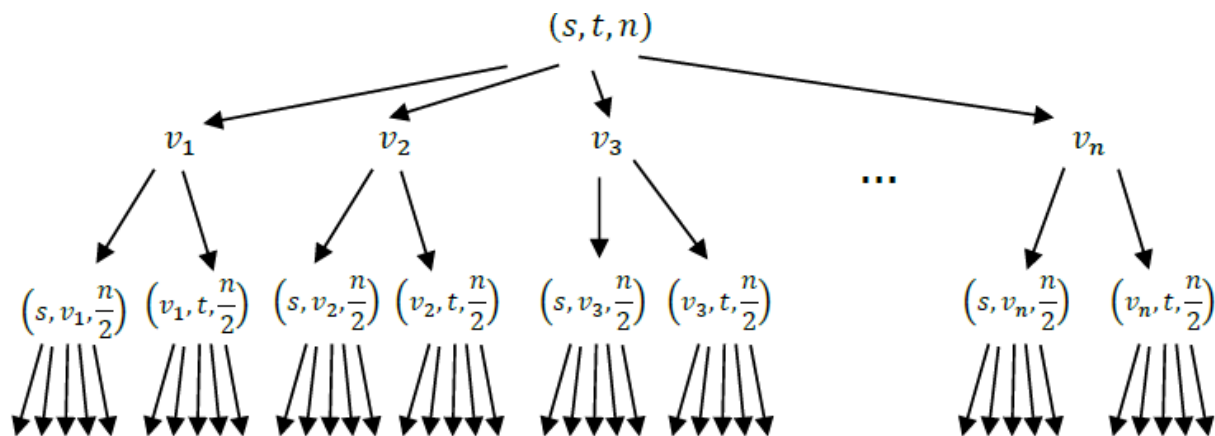 (s, t, n)
v₁ v₂ v₃ ... vₙ
(s, v₁, n/2) (v₁, t, n/2) (s, v₂, n/2) (v₂, t, n/2) (s, v₃, n/2) (v₃, t, n/2) (s, vₙ, n/2) (vₙ, t, n/2)